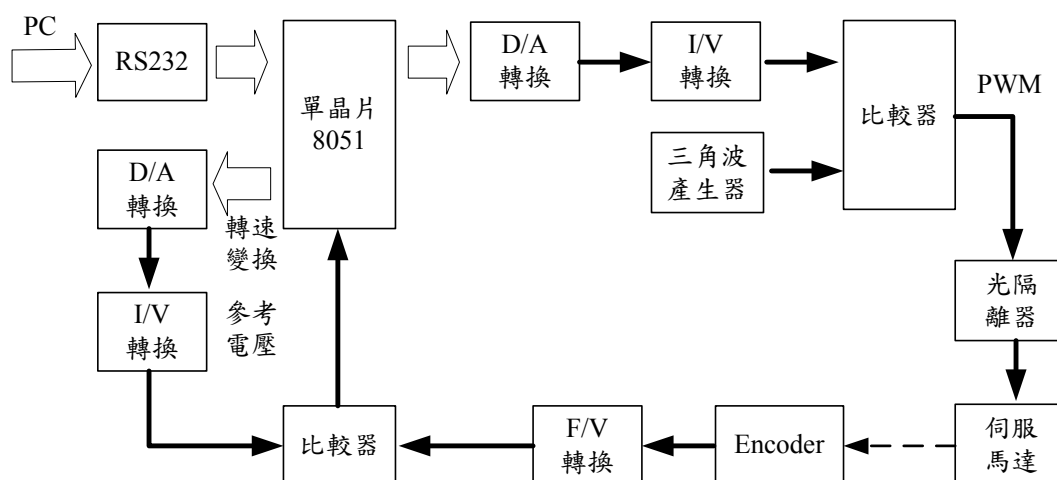 PC
RS232
單晶片
8051
D/A
轉換
I/V
轉換
比較器
PWM
三角波
產生器
D/A
轉換
轉速
變換
I/V
轉換
參考
電壓
光隔
離器
比較器
F/V
轉換
Encoder
伺服
馬達